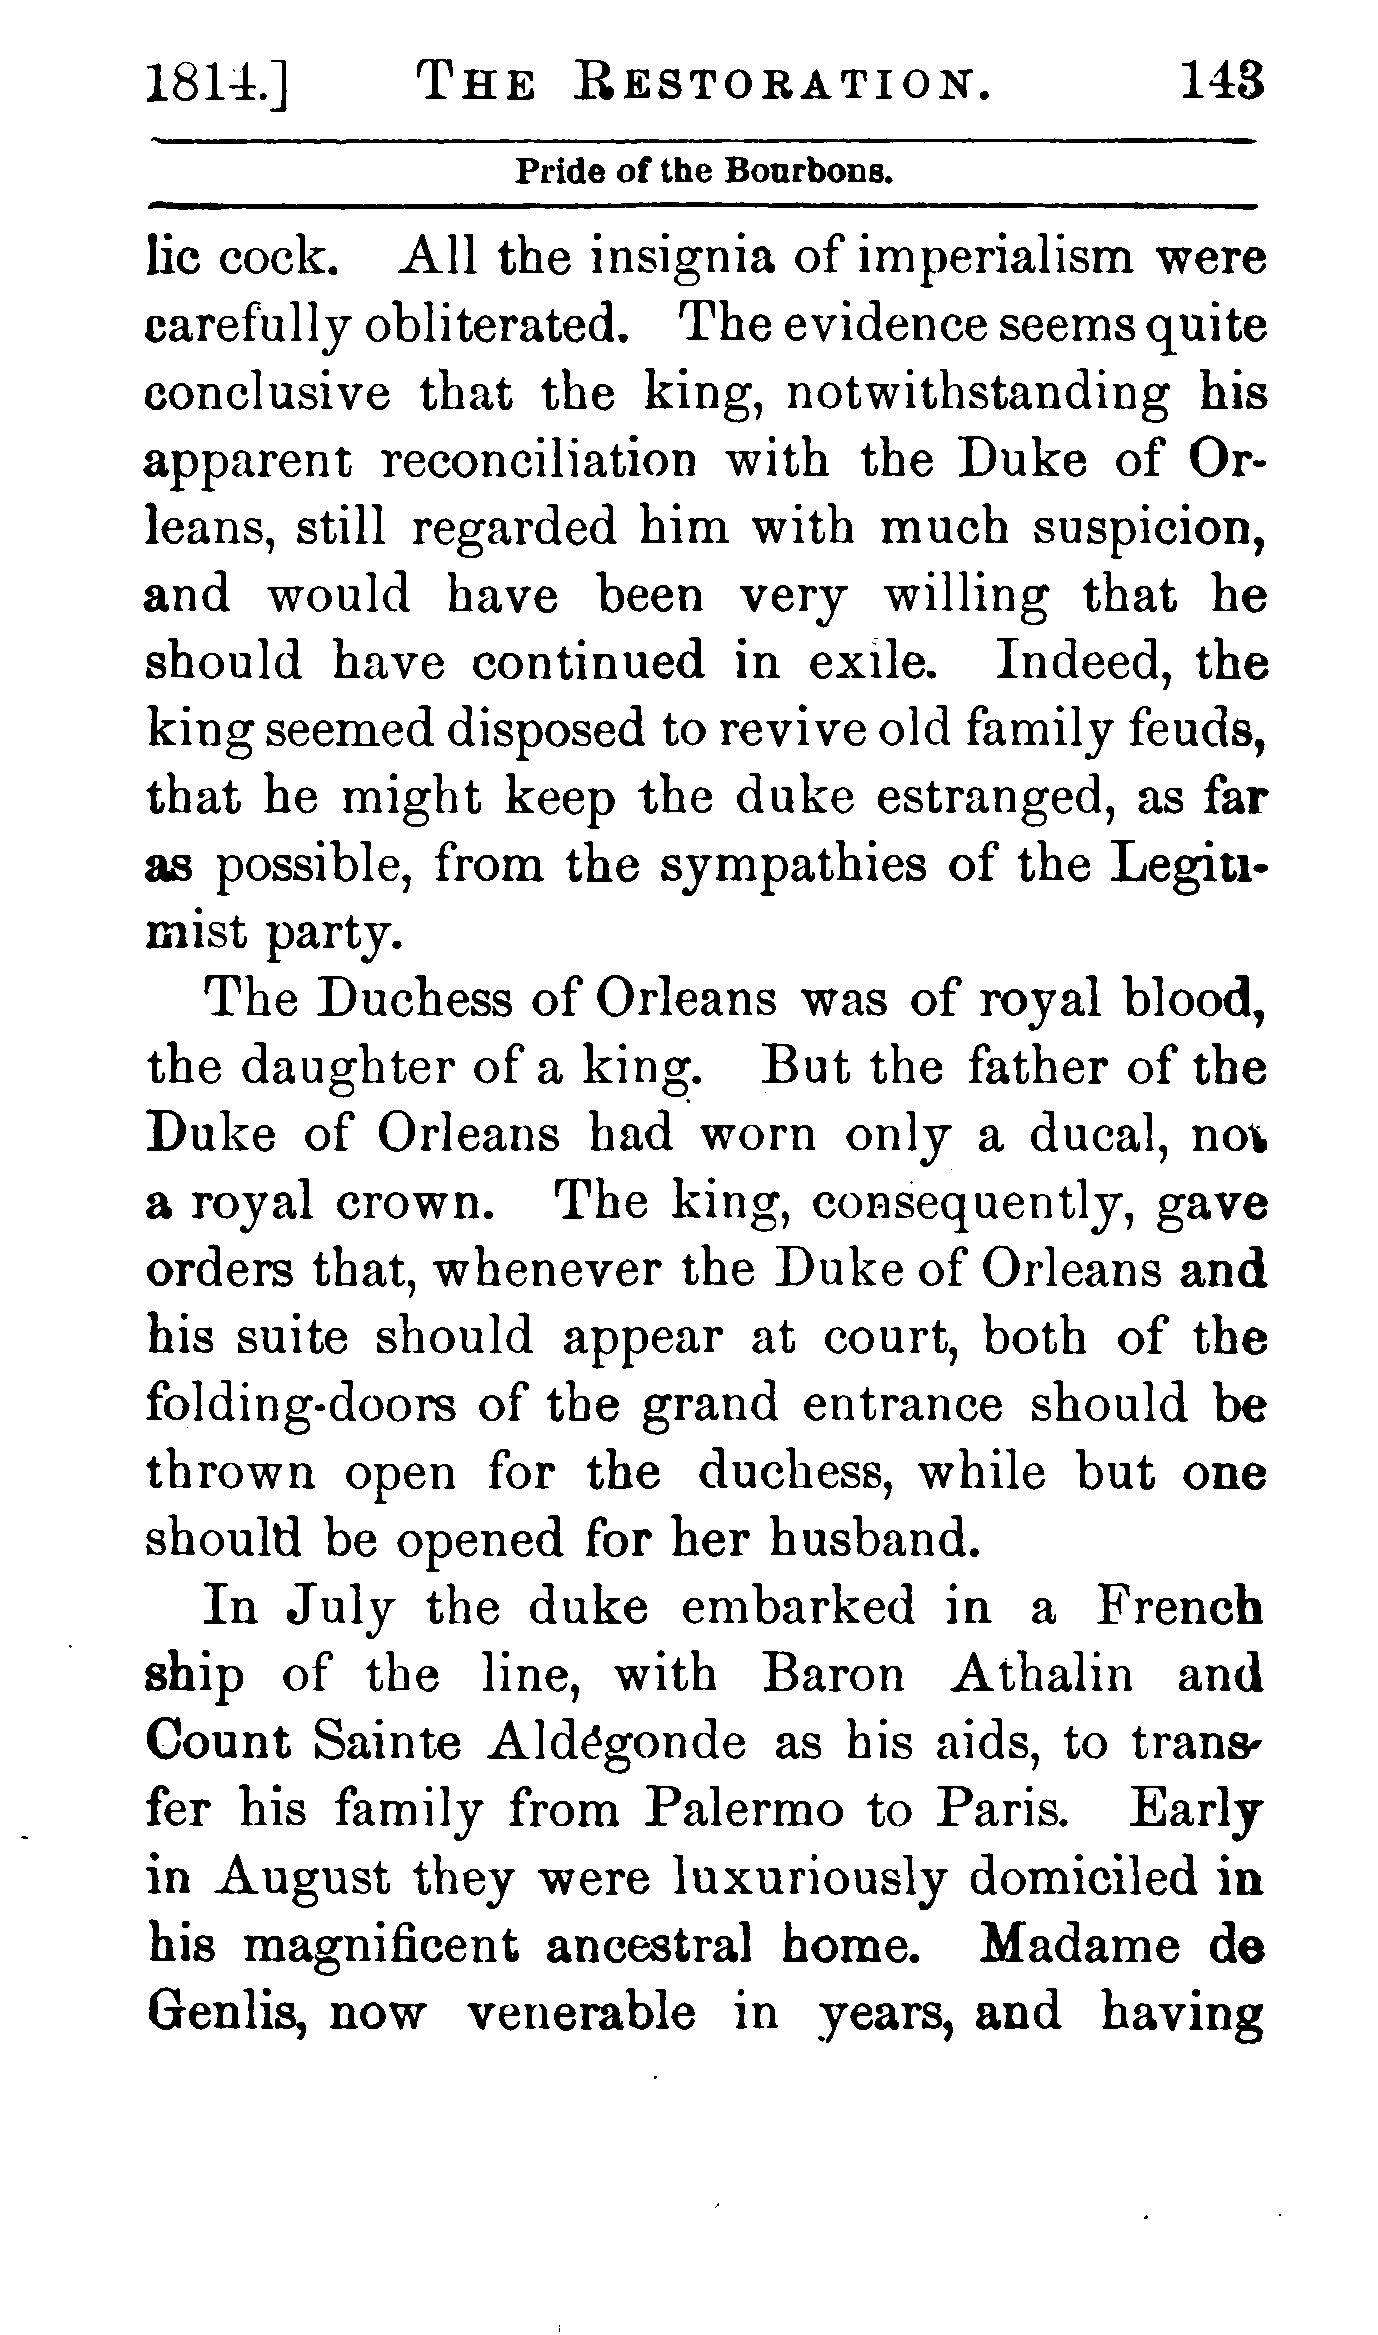 1814.] THE RESTORATION. 143
Pride of the Bourbons.
lic cock. All the insignia of imperialism were
carefully obliterated. The evidence seems quite
conclusive that the king, notwithstanding his
apparent reconciliation with the Duke of Or-
leans, still regarded him with much suspicion,
and would have been very willing that he
should have continued in exile. Indeed, the
king seemed disposed to revive old family feuds,
that he might keep the duke estranged, as far
as possible, from the sympathies of the Legiti-
mist party.
The Duchess of Orleans was of royal blood,
the daughter of a king. But the father of the
Duke of Orleans had worn only a ducal, not
a royal crown. The king, consequently, gave
orders that, whenever the Duke of Orleans and
his suite should appear at court, both of the
folding-doors of the grand entrance should be
thrown open for the duchess, while but one
should be opened for her husband.
In July the duke embarked in a French
ship of the line, with Baron Athalin and
Count Sainte Aldégonde as his aids, to trans-
fer his family from Palermo to Paris. Early
in August they were luxuriously domiciled in
his magnificent ancestral home. Madame de
Genlis, now venerable in years, and having